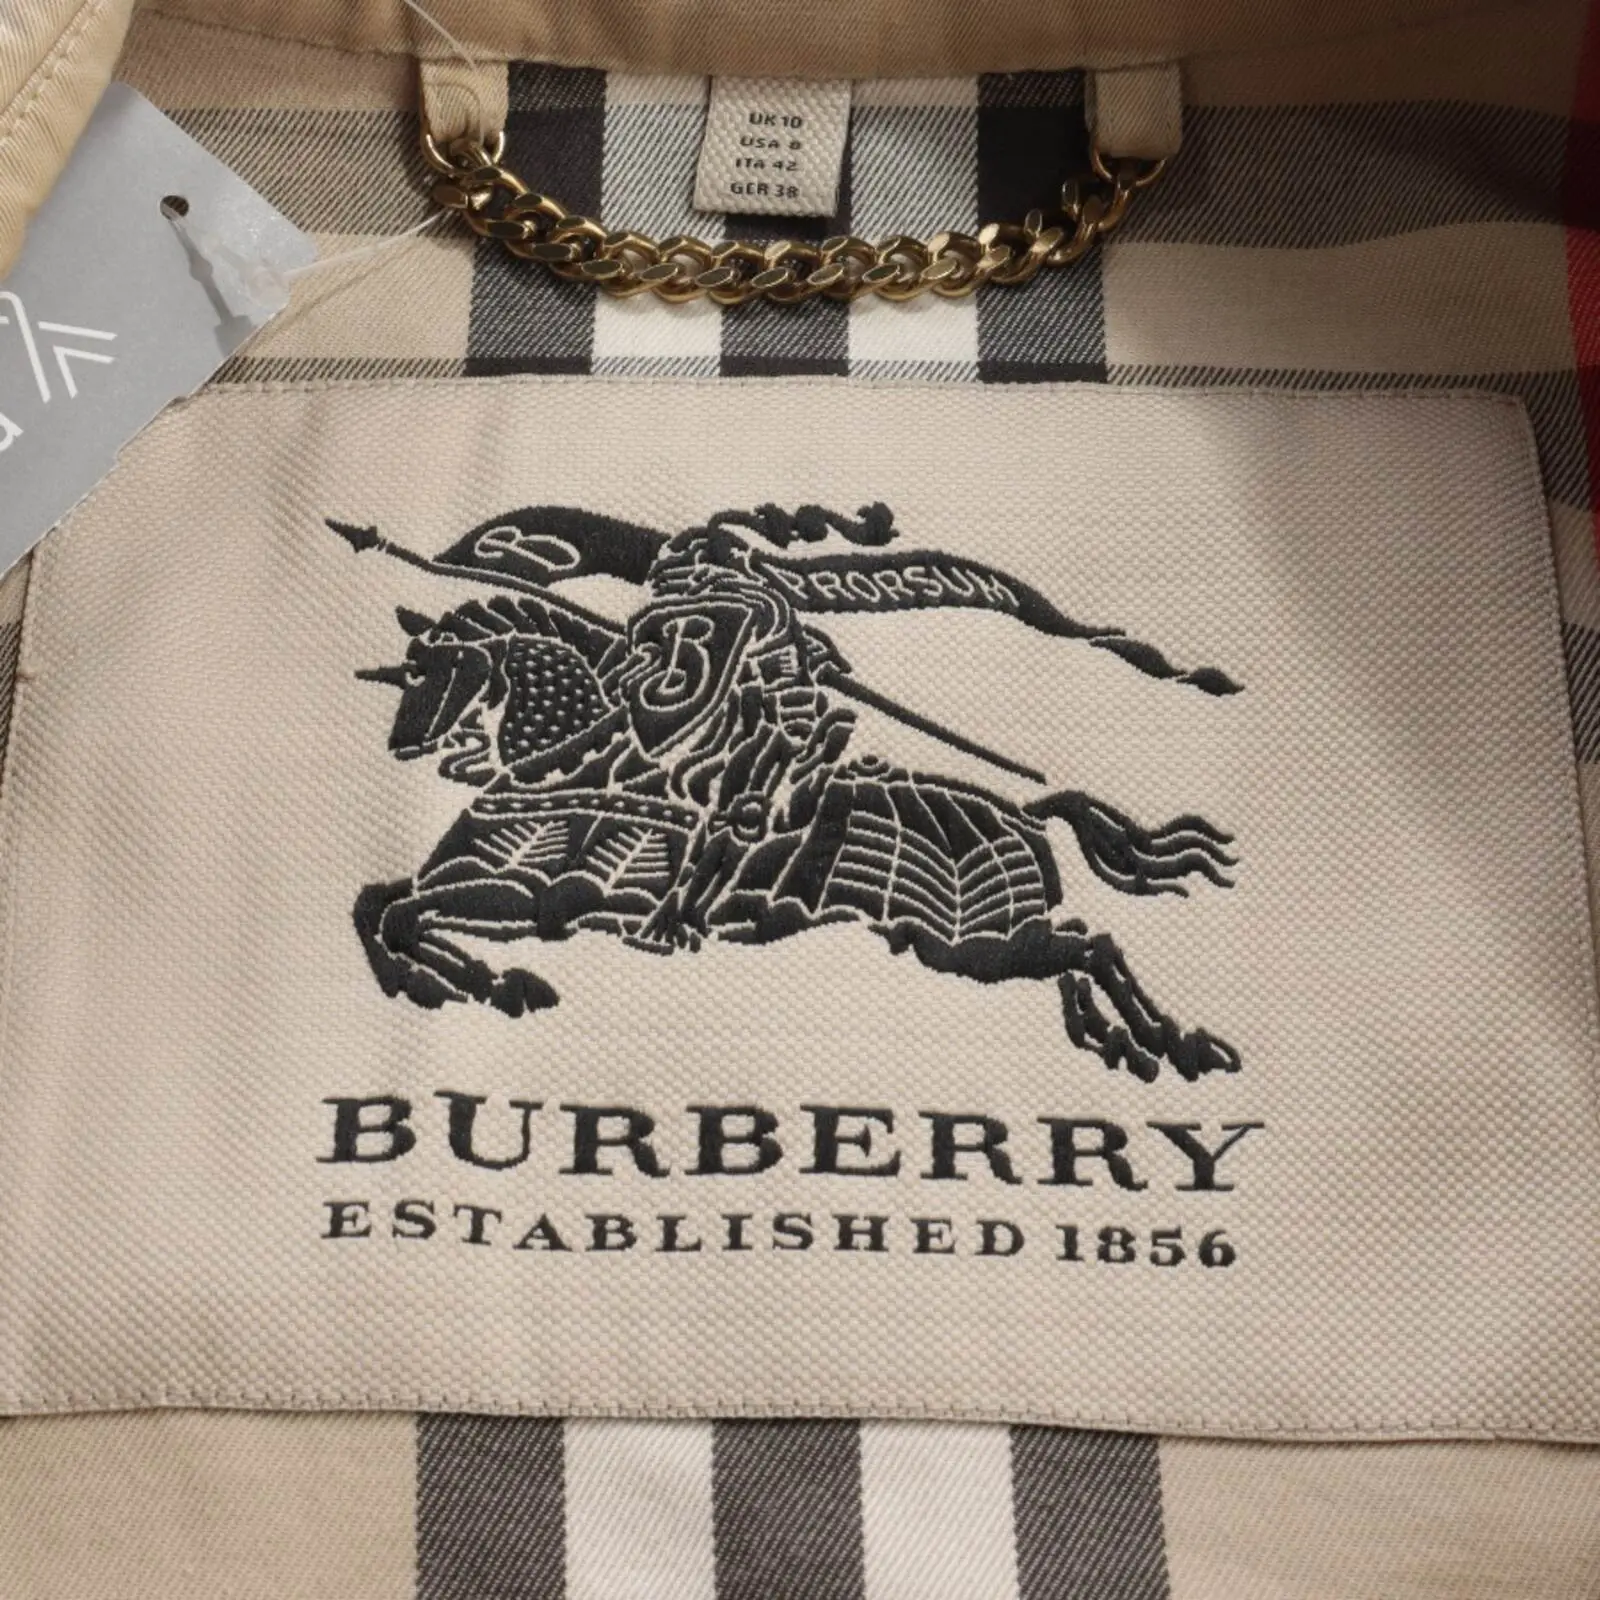 UK 10
USA 8
ITA 42
GER 38
B
PRORSUM
B
BURBERRY
ESTABLISHED 1856